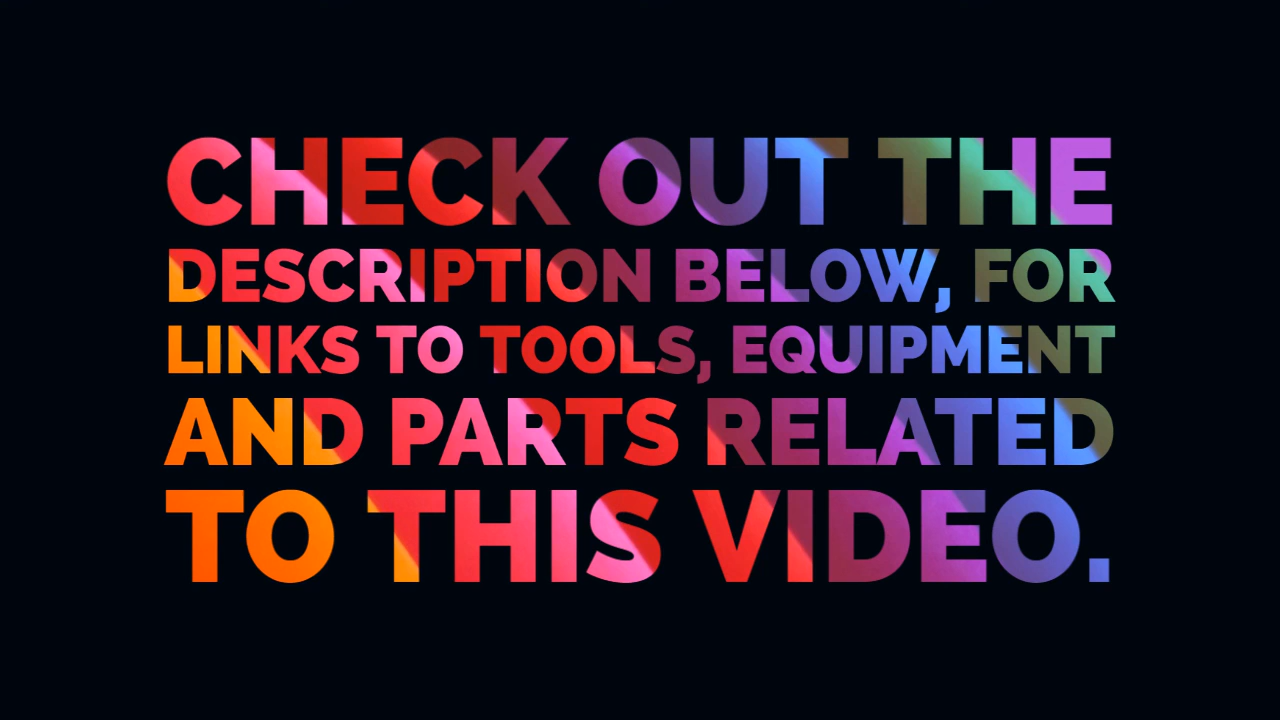 CHECK OUT THE
DESCRIPTION BELOW, FOR
LINKS TO TOOLS, EQUIPMENT
AND PARTS RELATED
TO THIS VIDEO.